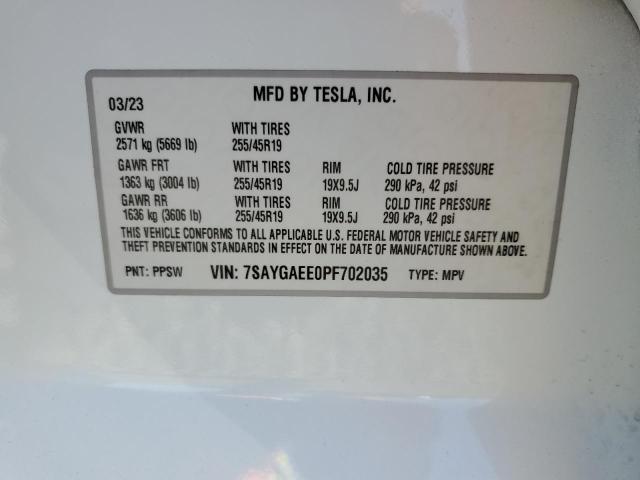 MFD BY TESLA, INC.
03/23
GVWR WITH TIRES
2571 kg (5669 lb) 255/45R19
GAWR FRT WITH TIRES RIM COLD TIRE PRESSURE
1363 kg (3004 lb) 255/45R19 19X9.5J 290 kPa, 42 psi
GAWR RR WITH TIRES RIM COLD TIRE PRESSURE
1636 kg (3606 lb) 255/45R19 19X9.5J 290 kPa, 42 psi
THIS VEHICLE CONFORMS TO ALL APPLICABLE U.S. FEDERAL MOTOR VEHICLE SAFETY AND
THEFT PREVENTION STANDARDS IN EFFECT ON THE DATE OF MANUFACTURE SHOWN ABOVE.
PNT: PPSW VIN: 7SAYGAEE0PF702035 TYPE: MPV